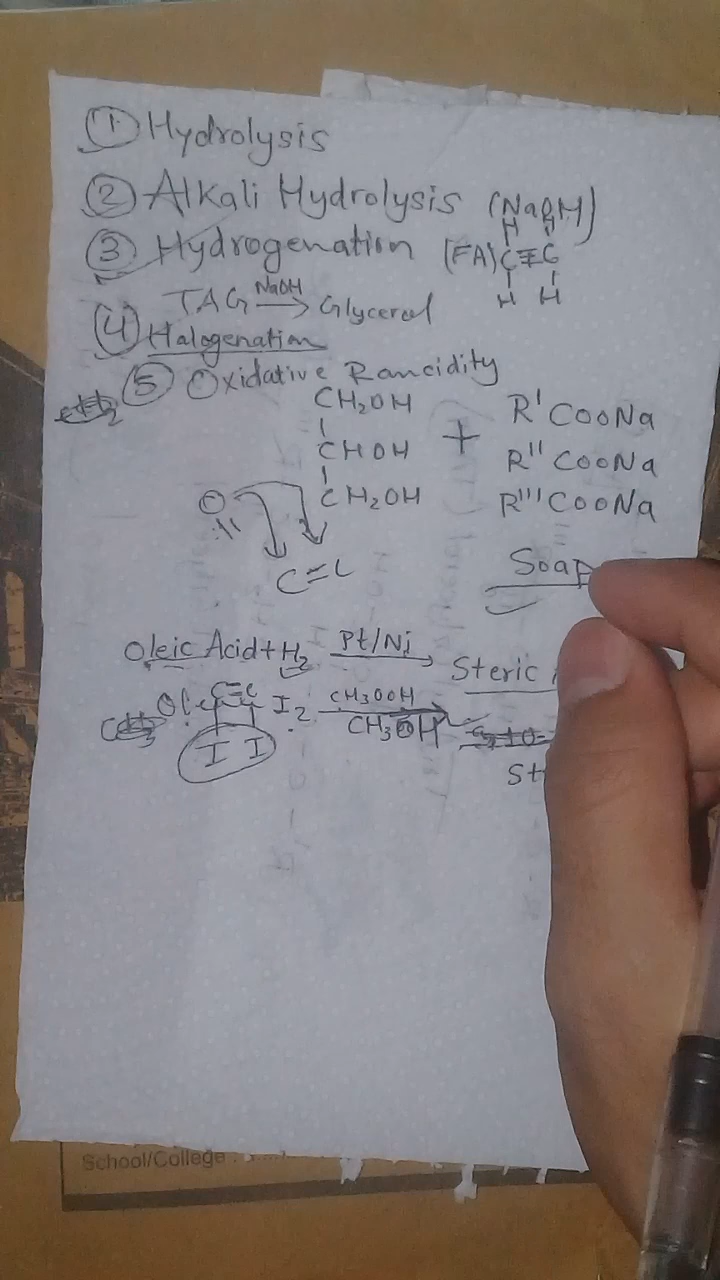 ① Hydrolysis
② Alkali Hydrolysis (NaOH)
③ Hydrogenation (FA)
H H
C=C
H H
TAG NaOH → Glycerol
④ Halogenation
⑤ Oxidative Rancidity
CH₂OH
CHOH
CH₂OH
+
R' COONa
R'' COONa
R''' COONa
O
C=C
Soap
Oleic Acid + H₂ Pt/Ni → Steric
C=C
I I
I₂ CH₃OOH
CH₃OH
St
School/College